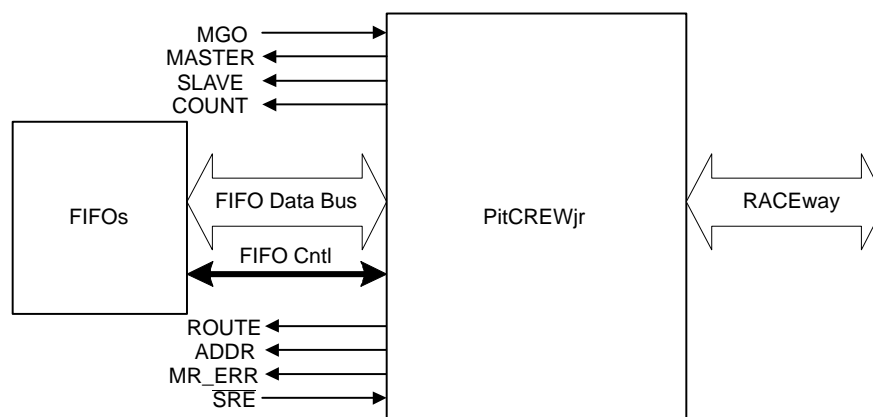 MGO
MASTER
SLAVE
COUNT
FIFOs
FIFO Data Bus
FIFO Cntl
PitCREWjr
RACEway
ROUTE
ADDR
MR_ERR
SRE